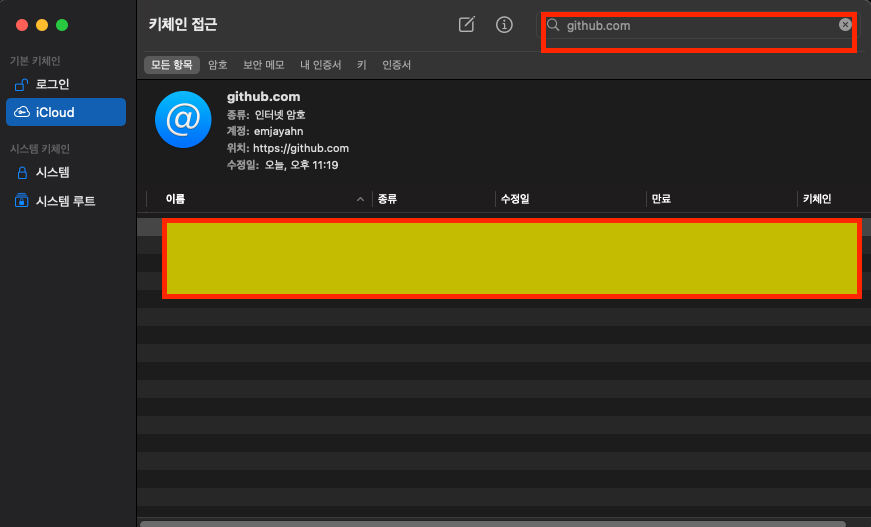 키체인 접근
github.com
기본 키체인
로그인
iCloud
시스템 키체인
시스템
시스템 루트
모든 항목 암호 보안 메모 내 인증서 키 인증서
github.com
종류: 인터넷 암호
계정: emjayahn
위치: https://github.com
수정일: 오늘, 오후 11:19
이름 종류 수정일 만료 키체인